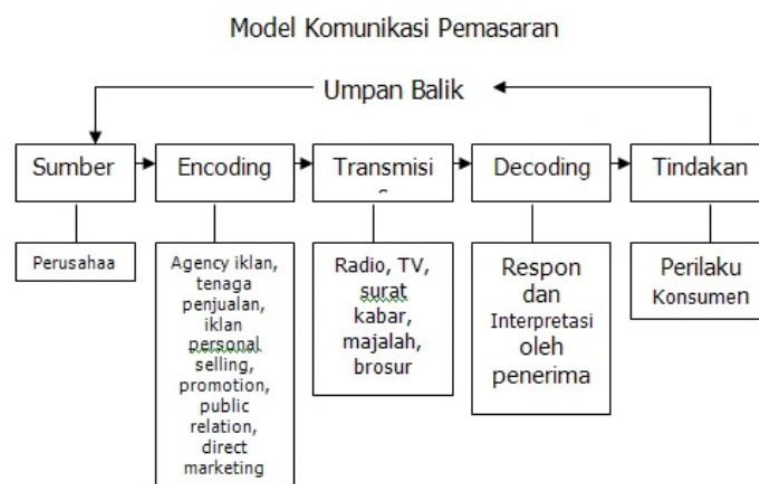 Model Komunikasi Pemasaran
Umpan Balik
Sumber
Encoding
Transmisi
Decoding
Tindakan
Perusahaa
Agency iklan,
tenaga
penjualan,
iklan
personal
selling,
promotion,
public
relation,
direct
marketing
Radio, TV,
surat
kabar,
majalah,
brosur
Respon
dan
Interpretasi
oleh
penerima
Perilaku
Konsumen